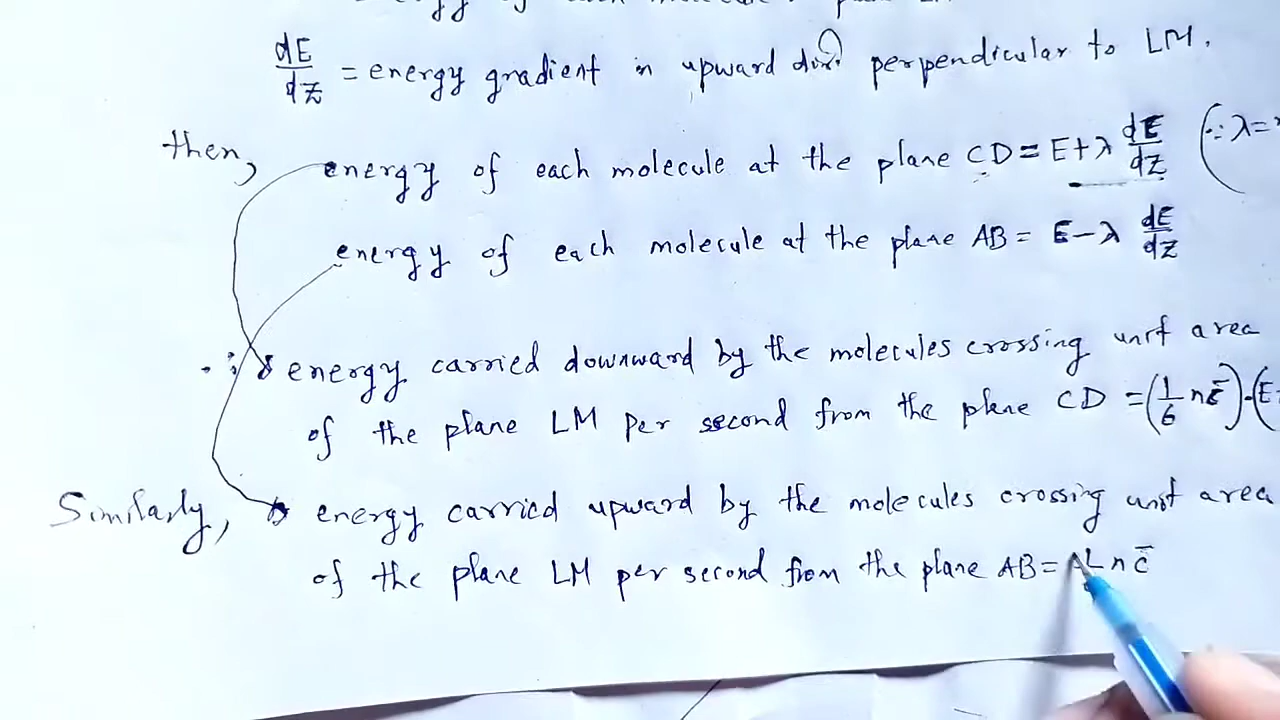 dE/dz = energy gradient in upward dirⁿ perpendicular to LM.
then, energy of each molecule at the plane CD = E+λ dE/dz (∵ λ=
energy of each molecule at the plane AB = E-λ dE/dz
∴ energy carried downward by the molecules crossing unit area
of the plane LM per second from the plane CD = (1/6 n c̄)·(E
Similarly, energy carried upward by the molecules crossing unit area
of the plane LM per second from the plane AB = n c̄